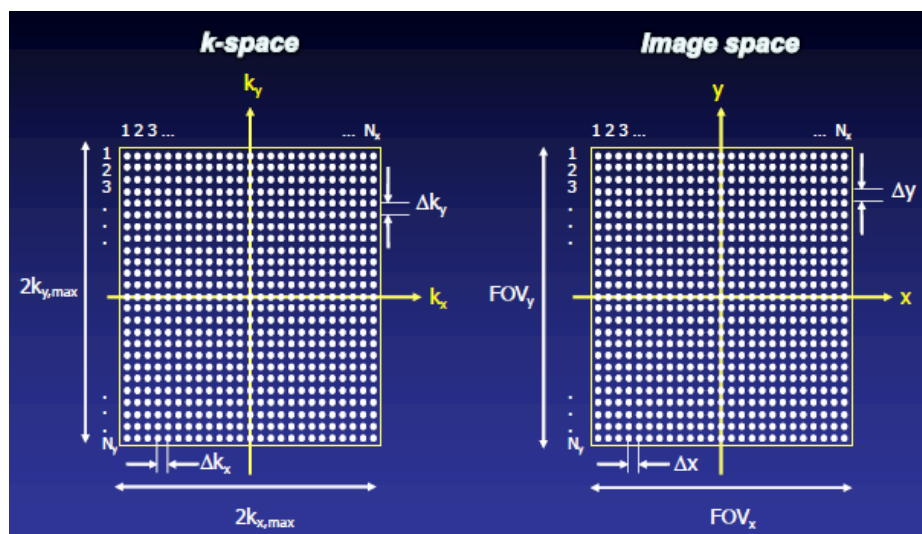 k-space
k_y
1 2 3 ...
... N_x
1
2
3
.
.
.
Δk_y
2k_y,max
k_x
.
.
.
N_y
Δk_x
2k_x,max
Image space
y
1 2 3 ...
... N_x
1
2
3
.
.
.
Δy
FOV_y
x
.
.
.
N_y
Δx
FOV_x